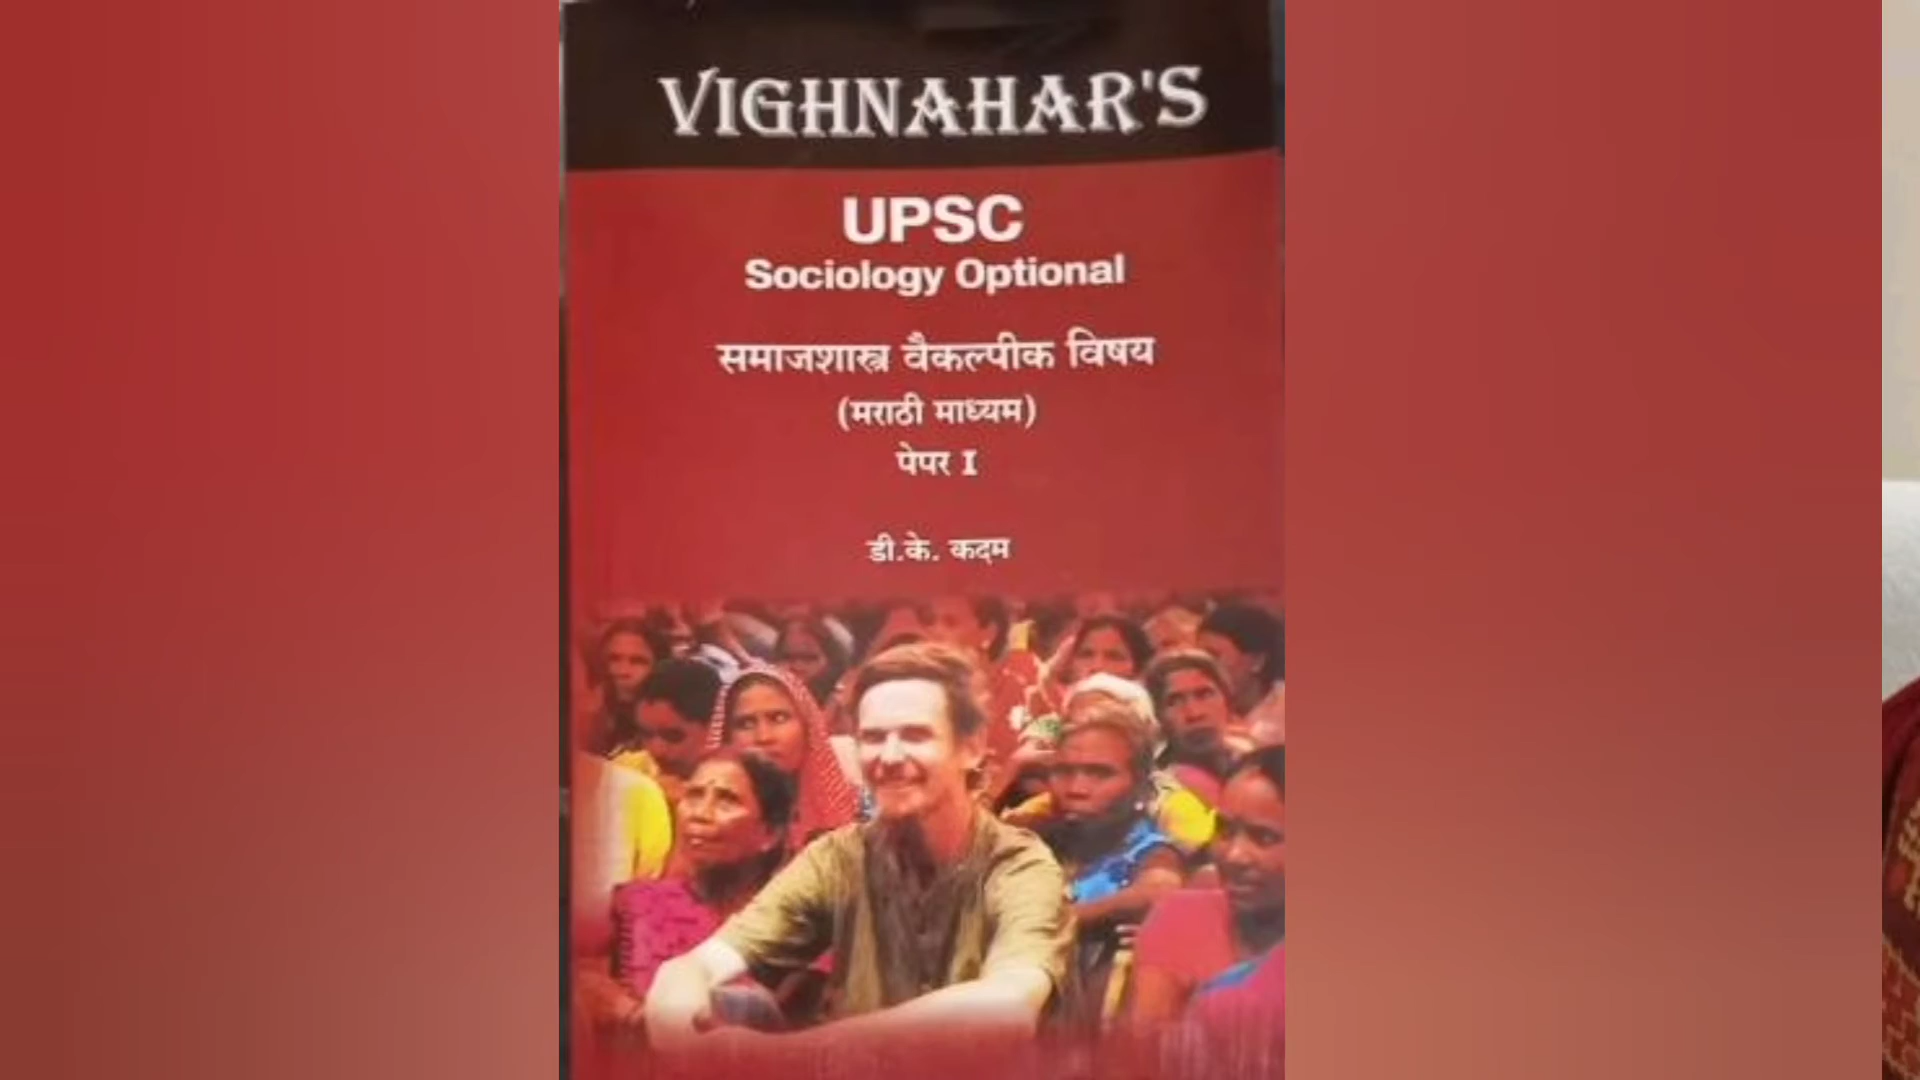 VIGHNAHAR'S
UPSC
Sociology Optional
समाजशास्त्र वैकल्पीक विषय
(मराठी माध्यम)
पेपर I
डी.के. कदम